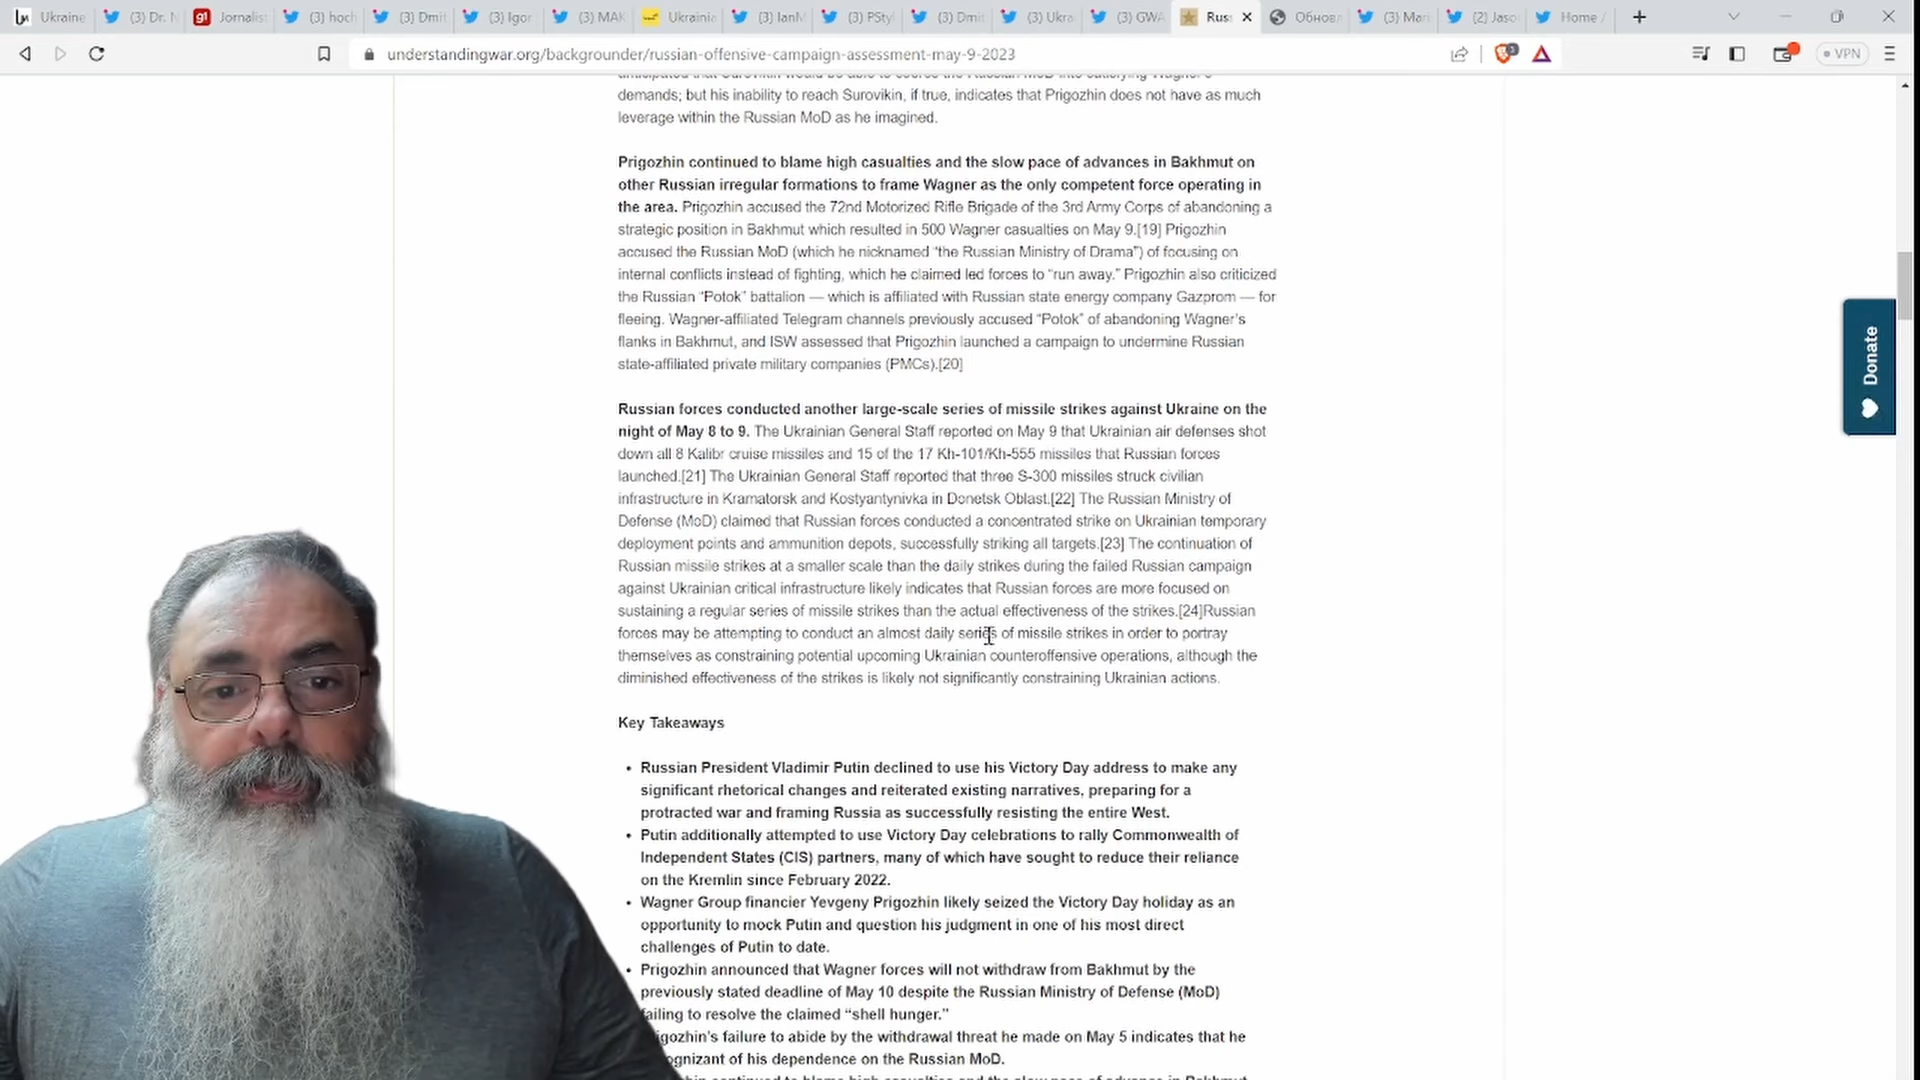 Ukraine
(3) Dr. N
g1
Jornalis
(3) hoch
(3) Dmit
(3) Igor
(3) MAK
Ukrainia
(3) IanM
(3) PSty
(3) Dmit
(3) Ukra
(3) GWA
Russ
Обновл
(3) Mari
(2) Jaso
Home /
understandingwar.org/backgrounder/russian-offensive-campaign-assessment-may-9-2023
VPN
demands; but his inability to reach Surovikin, if true, indicates that Prigozhin does not have as much
leverage within the Russian MoD as he imagined.
Prigozhin continued to blame high casualties and the slow pace of advances in Bakhmut on
other Russian irregular formations to frame Wagner as the only competent force operating in
the area. Prigozhin accused the 72nd Motorized Rifle Brigade of the 3rd Army Corps of abandoning a
strategic position in Bakhmut which resulted in 500 Wagner casualties on May 9.[19] Prigozhin
accused the Russian MoD (which he nicknamed “the Russian Ministry of Drama”) of focusing on
internal conflicts instead of fighting, which he claimed led forces to “run away.” Prigozhin also criticized
the Russian “Potok” battalion — which is affiliated with Russian state energy company Gazprom — for
fleeing. Wagner-affiliated Telegram channels previously accused “Potok” of abandoning Wagner’s
flanks in Bakhmut, and ISW assessed that Prigozhin launched a campaign to undermine Russian
state-affiliated private military companies (PMCs).[20]
Russian forces conducted another large-scale series of missile strikes against Ukraine on the
night of May 8 to 9. The Ukrainian General Staff reported on May 9 that Ukrainian air defenses shot
down all 8 Kalibr cruise missiles and 15 of the 17 Kh-101/Kh-555 missiles that Russian forces
launched.[21] The Ukrainian General Staff reported that three S-300 missiles struck civilian
infrastructure in Kramatorsk and Kostyantynivka in Donetsk Oblast.[22] The Russian Ministry of
Defense (MoD) claimed that Russian forces conducted a concentrated strike on Ukrainian temporary
deployment points and ammunition depots, successfully striking all targets.[23] The continuation of
Russian missile strikes at a smaller scale than the daily strikes during the failed Russian campaign
against Ukrainian critical infrastructure likely indicates that Russian forces are more focused on
sustaining a regular series of missile strikes than the actual effectiveness of the strikes.[24]Russian
forces may be attempting to conduct an almost daily series of missile strikes in order to portray
themselves as constraining potential upcoming Ukrainian counteroffensive operations, although the
diminished effectiveness of the strikes is likely not significantly constraining Ukrainian actions.
Key Takeaways
• Russian President Vladimir Putin declined to use his Victory Day address to make any
significant rhetorical changes and reiterated existing narratives, preparing for a
protracted war and framing Russia as successfully resisting the entire West.
• Putin additionally attempted to use Victory Day celebrations to rally Commonwealth of
Independent States (CIS) partners, many of which have sought to reduce their reliance
on the Kremlin since February 2022.
• Wagner Group financier Yevgeny Prigozhin likely seized the Victory Day holiday as an
opportunity to mock Putin and question his judgment in one of his most direct
challenges of Putin to date.
• Prigozhin announced that Wagner forces will not withdraw from Bakhmut by the
previously stated deadline of May 10 despite the Russian Ministry of Defense (MoD)
failing to resolve the claimed “shell hunger.”
igozhin’s failure to abide by the withdrawal threat he made on May 5 indicates that he
ognizant of his dependence on the Russian MoD.
Donate